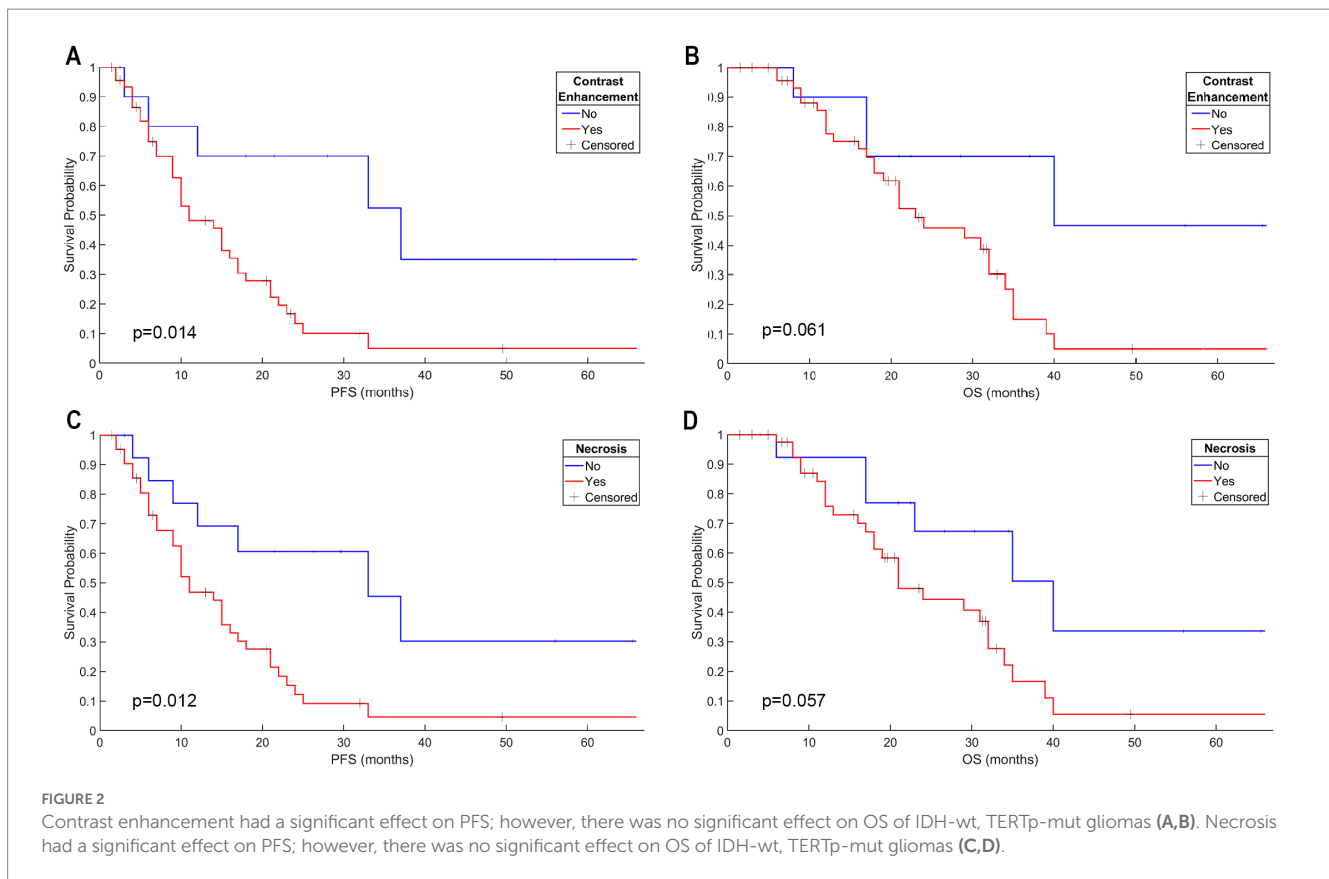 A
1
0.9
0.8
0.7
0.6
0.5
0.4
0.3
0.2
0.1
0
Survival Probability
Contrast
Enhancement
No
Yes
Censored
p=0.014
0 10 20 30 40 50 60
PFS (months)
B
1
0.9
0.8
0.7
0.6
0.5
0.4
0.3
0.2
0.1
0
Survival Probability
Contrast
Enhancement
No
Yes
Censored
p=0.061
0 10 20 30 40 50 60
OS (months)
C
1
0.9
0.8
0.7
0.6
0.5
0.4
0.3
0.2
0.1
0
Survival Probability
Necrosis
No
Yes
Censored
p=0.012
0 10 20 30 40 50 60
PFS (months)
D
1
0.9
0.8
0.7
0.6
0.5
0.4
0.3
0.2
0.1
0
Survival Probability
Necrosis
No
Yes
Censored
p=0.057
0 10 20 30 40 50 60
OS (months)
FIGURE 2
Contrast enhancement had a significant effect on PFS; however, there was no significant effect on OS of IDH-wt, TERTp-mut gliomas (A,B). Necrosis
had a significant effect on PFS; however, there was no significant effect on OS of IDH-wt, TERTp-mut gliomas (C,D).